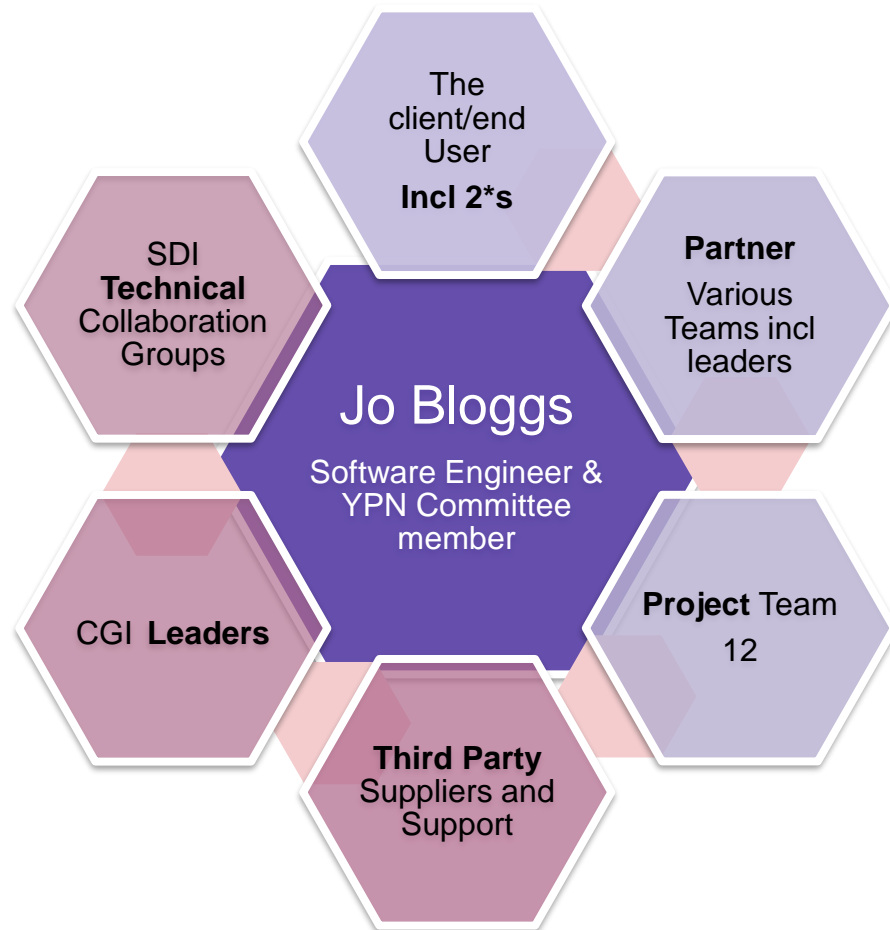 The
client/end
User
Incl 2*s
Partner
Various
Teams incl
leaders
SDI
Technical
Collaboration
Groups
Jo Bloggs
Software Engineer &
YPN Committee
member
CGI Leaders
Project Team
12
Third Party
Suppliers and
Support